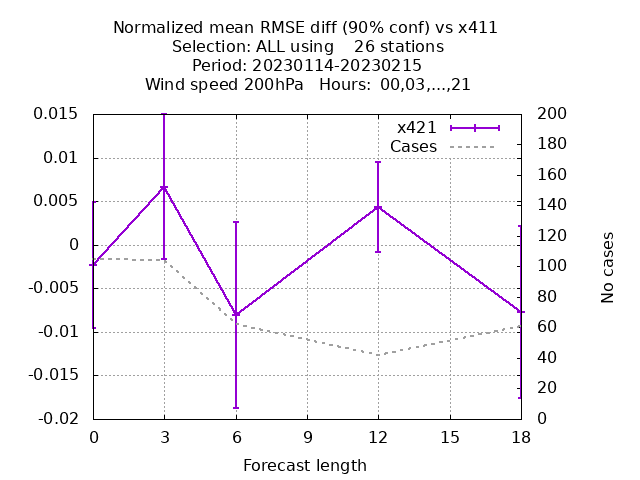 Normalized mean RMSE diff (90% conf) vs x411
Selection: ALL using    26 stations
Period: 20230114-20230215
Wind speed 200hPa   Hours: 00,03,...,21
x421
Cases
0.015
0.01
0.005
0
-0.005
-0.01
-0.015
-0.02
200
180
160
140
120
100
80
60
40
20
0
No cases
0 3 6 9 12 15 18
Forecast length